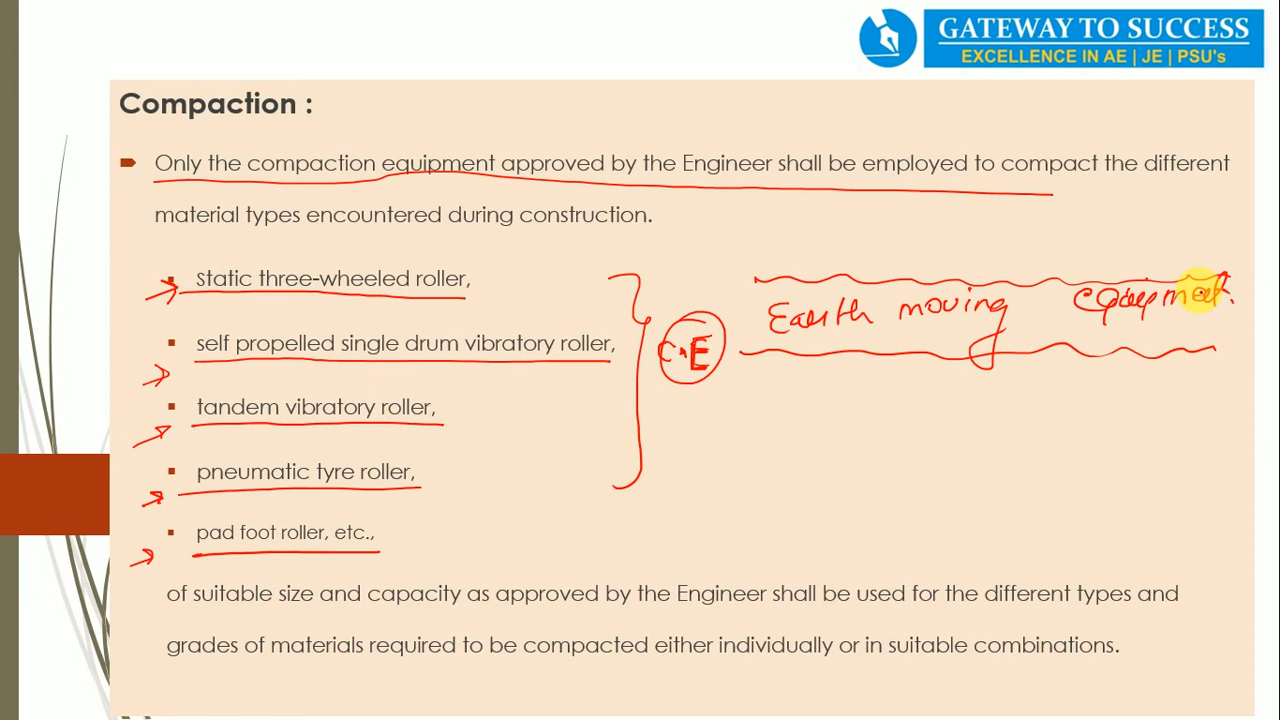 GATEWAY TO SUCCESS
EXCELLENCE IN AE | JE | PSU's
Compaction :
Only the compaction equipment approved by the Engineer shall be employed to compact the different
material types encountered during construction.
static three-wheeled roller,
self propelled single drum vibratory roller,
tandem vibratory roller,
pneumatic tyre roller,
pad foot roller, etc.,
C.E
Earth moving equipment.
of suitable size and capacity as approved by the Engineer shall be used for the different types and
grades of materials required to be compacted either individually or in suitable combinations.